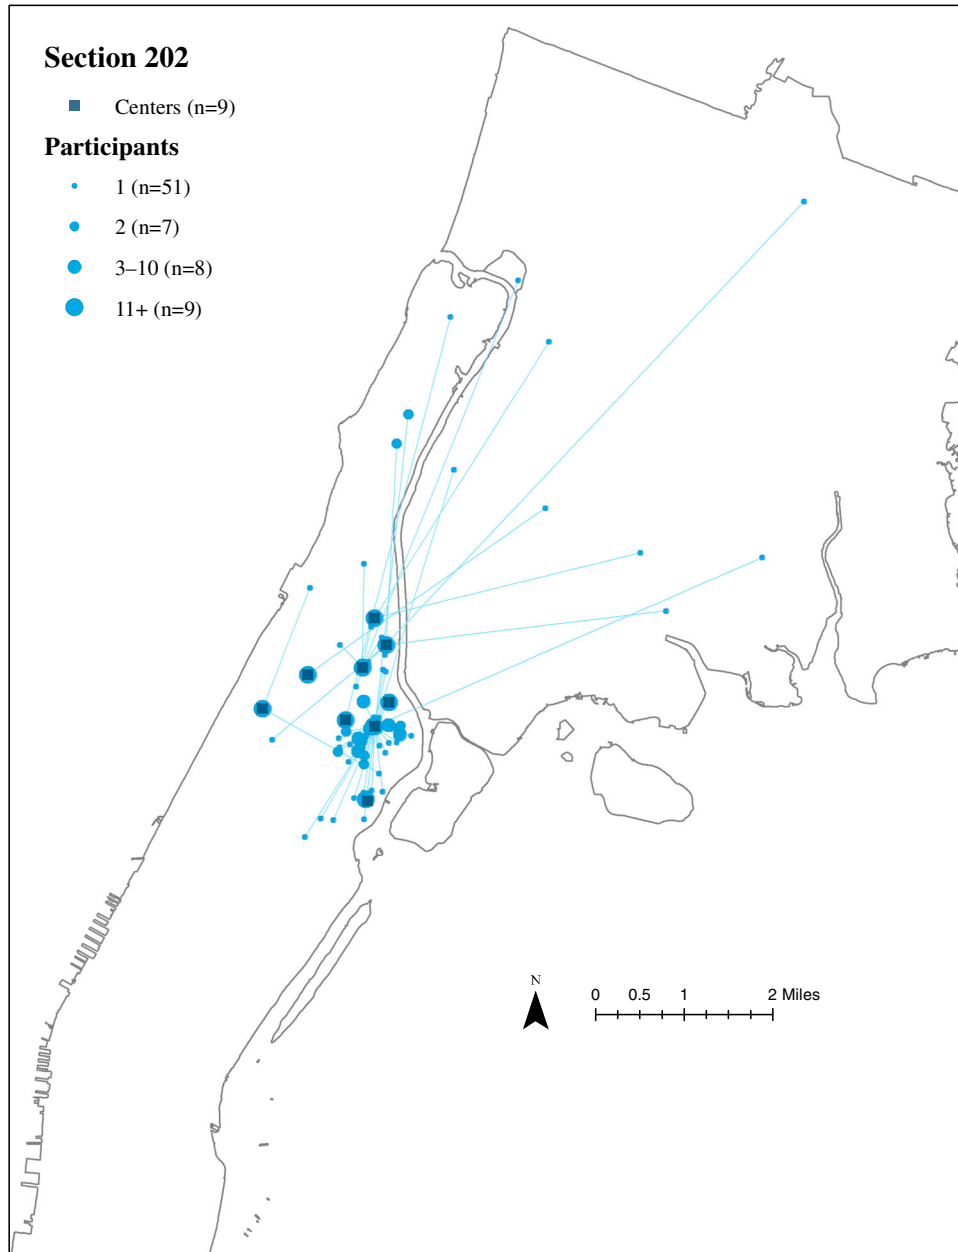 Section 202
Centers (n=9)
Participants
1 (n=51)
2 (n=7)
3–10 (n=8)
11+ (n=9)
N
0 0.5 1 2 Miles